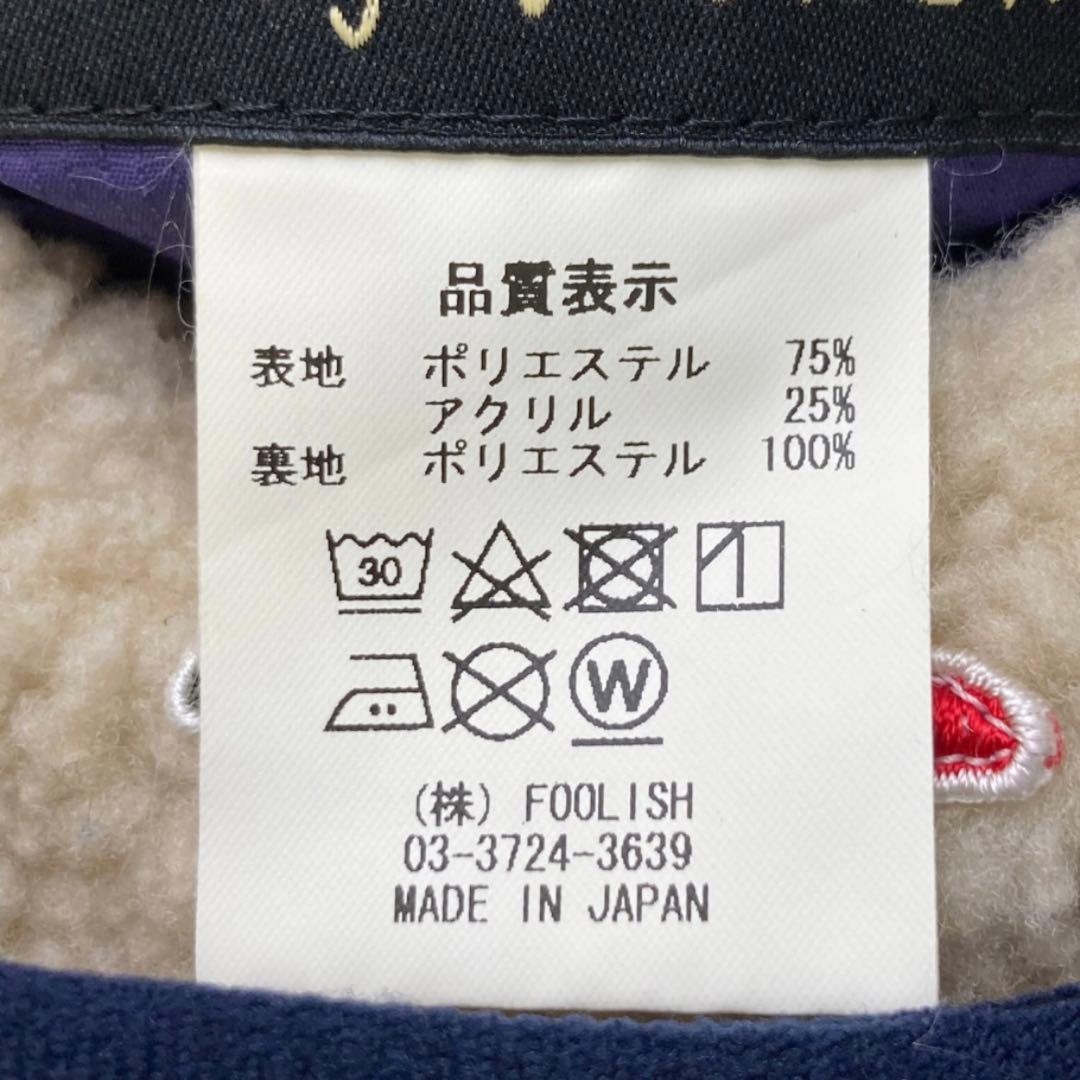 品質表示
表地 ポリエステル 75%
アクリル 25%
裏地 ポリエステル 100%
30
W
(株) FOOLISH
03-3724-3639
MADE IN JAPAN